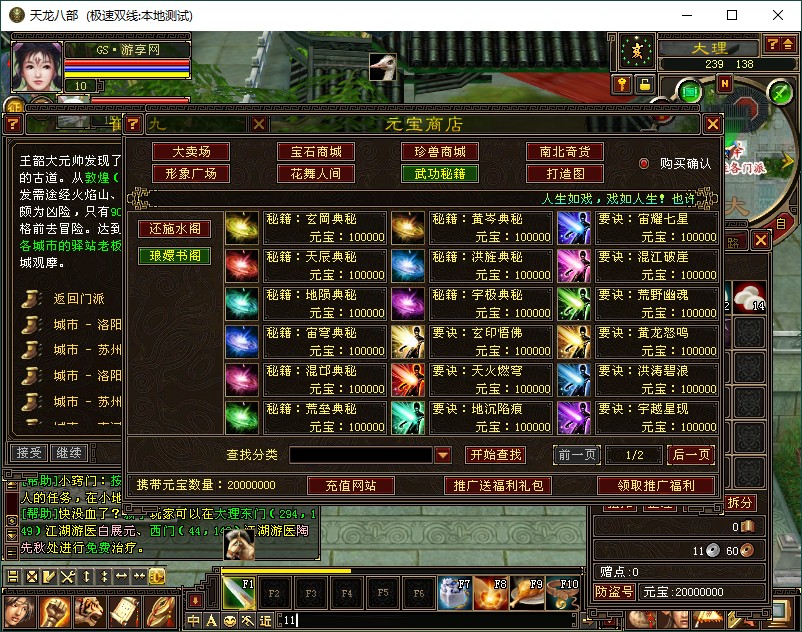 天龙八部 (极速双线:本地测试)
GS·游享网
10
大理
239 138
元宝商店
大卖场
宝石商城
珍兽商城
南北奇货
形象广场
花舞人间
武功秘籍
打造图
购买确认
人生如戏，戏如人生！也许
还施水阁
琅嬛书阁
秘籍：玄岡典秘
元宝：100000
秘籍：黄岑典秘
元宝：100000
要诀：宙耀七星
元宝：100000
秘籍：天辰典秘
元宝：100000
秘籍：洪旌典秘
元宝：100000
要诀：混江破崖
元宝：100000
秘籍：地陨典秘
元宝：100000
秘籍：宇极典秘
元宝：100000
要诀：荒野幽魂
元宝：100000
秘籍：宙穹典秘
元宝：100000
要诀：玄印悟佛
元宝：100000
要诀：黄龙怒鸣
元宝：100000
秘籍：混邙典秘
元宝：100000
要诀：天火燃穹
元宝：100000
要诀：洪涛碧浪
元宝：100000
秘籍：荒垒典秘
元宝：100000
要诀：地沉陷痕
元宝：100000
要诀：宇越星现
元宝：100000
查找分类
开始查找
前一页
1/2
后一页
携带元宝数量：20000000
充值网站
推广送福利礼包
领取推广福利
王韶大元帅发现了
的古道。从敦煌（
发需途经火焰山、
颇为凶险，只有90
格前去冒险。达到
各城市的驿站老板
城观摩。
返回门派
城市 - 洛阳
城市 - 苏州
城市 - 洛阳
城市 - 苏州
接受
继续
[帮助]小窍门：按
人的任务，在小地
[帮助]快没血了？
玩家可以在大理东门（294,1
49）江湖游医白展元、西门（44,14
江湖游医陶
先秋处进行免费治疗。
各门派
14
拆分
0
11
60
赠点:0
防盗号
元宝:20000000
F1
F2
F3
F4
F5
F6
F7
F8
F9
F10
中
A
近
11